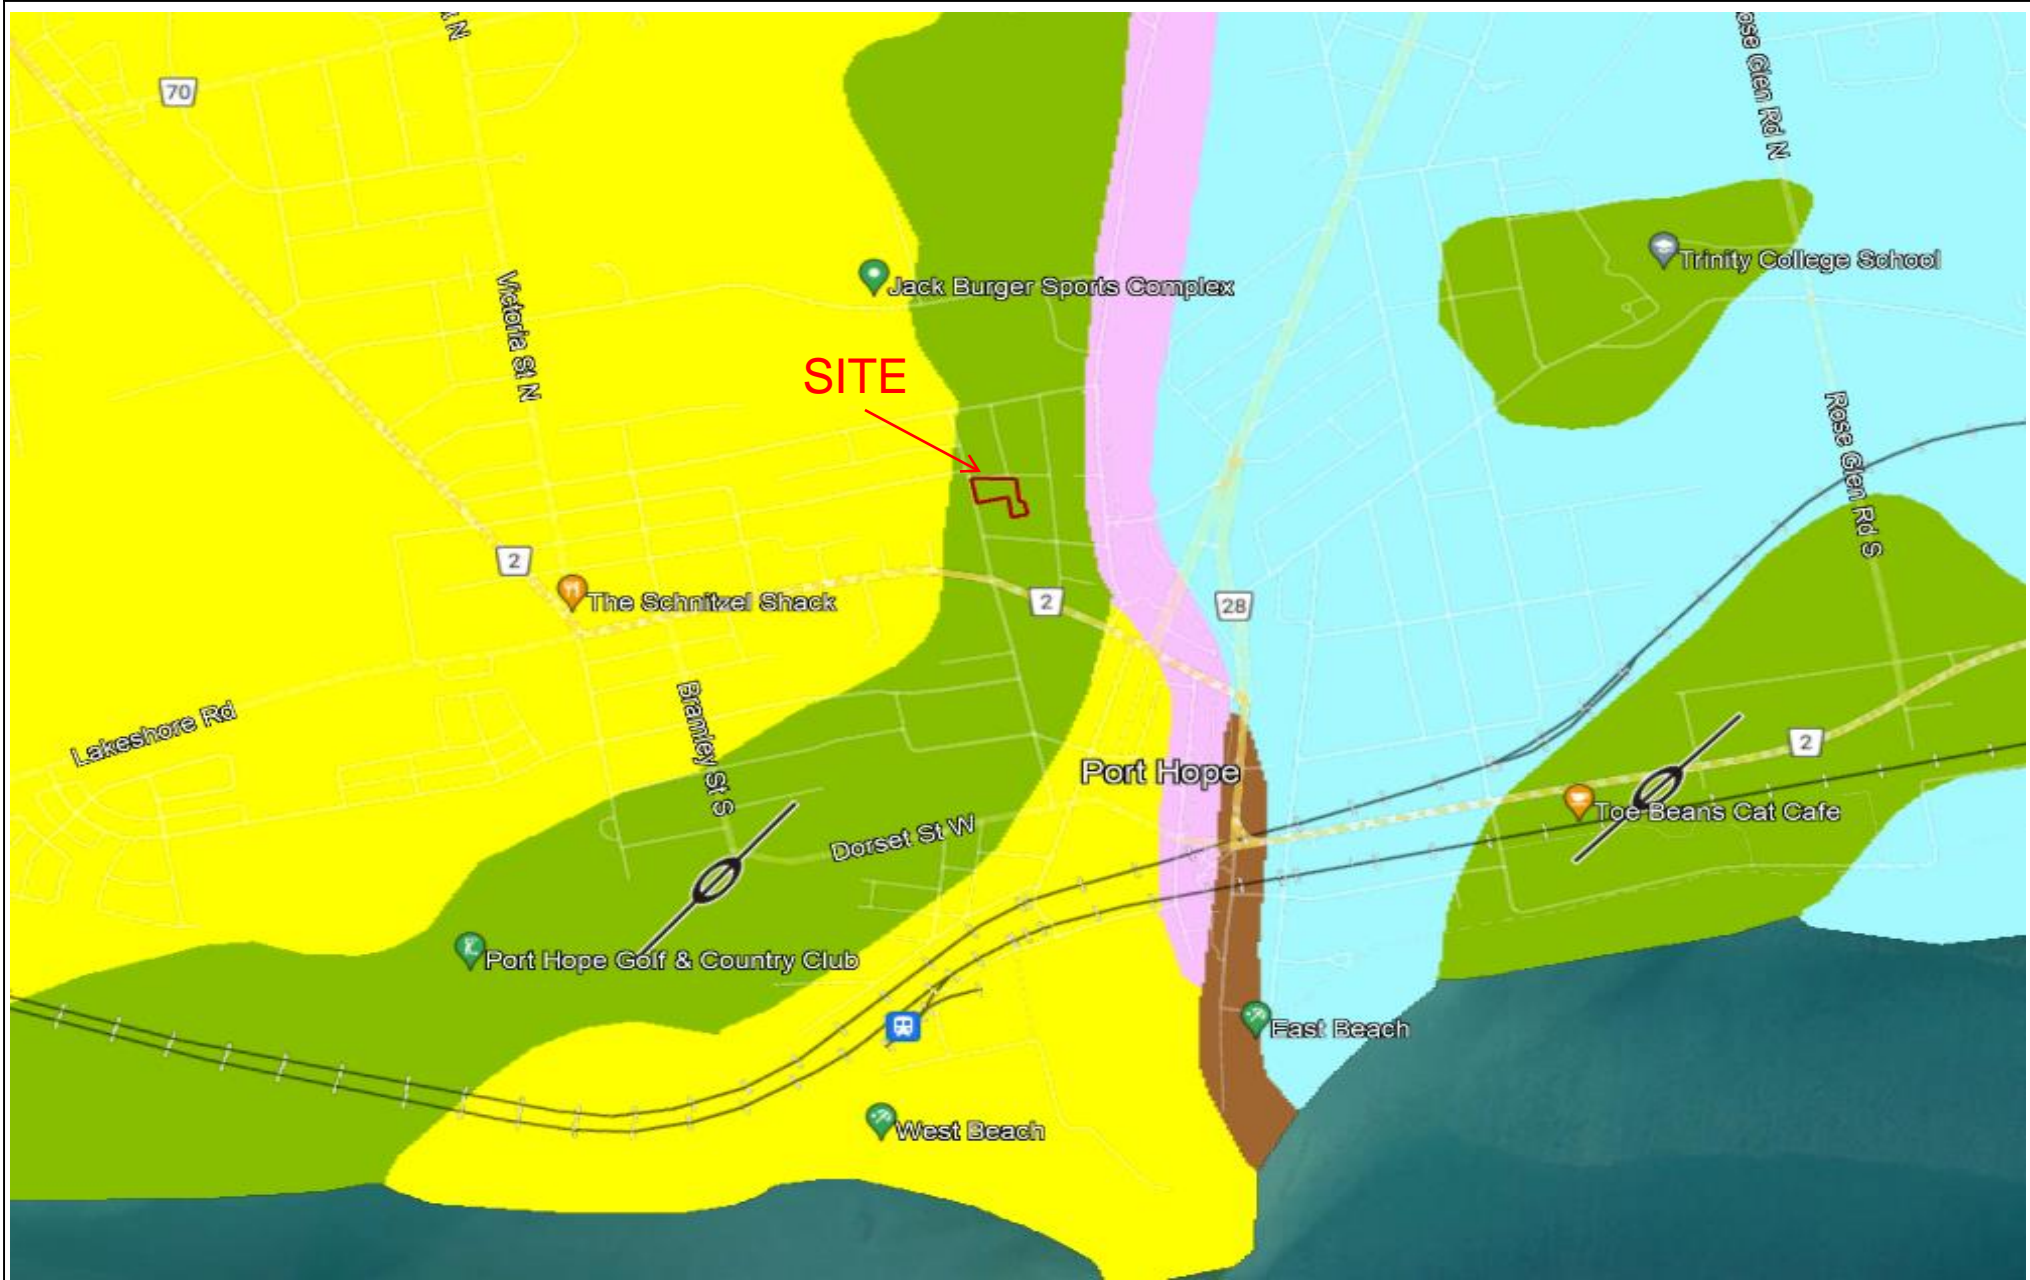 N
Rose Glen Rd N
70
Trinity College School
Jack Burger Sports Complex
Victoria St N
SITE
Rose Glen Rd S
2
The Schnitzel Shack
2
28
Lakeshore Rd
Bramley St S
Port Hope
2
Toe Beans Cat Cafe
Dorset St W
Port Hope Golf & Country Club
East Beach
West Beach